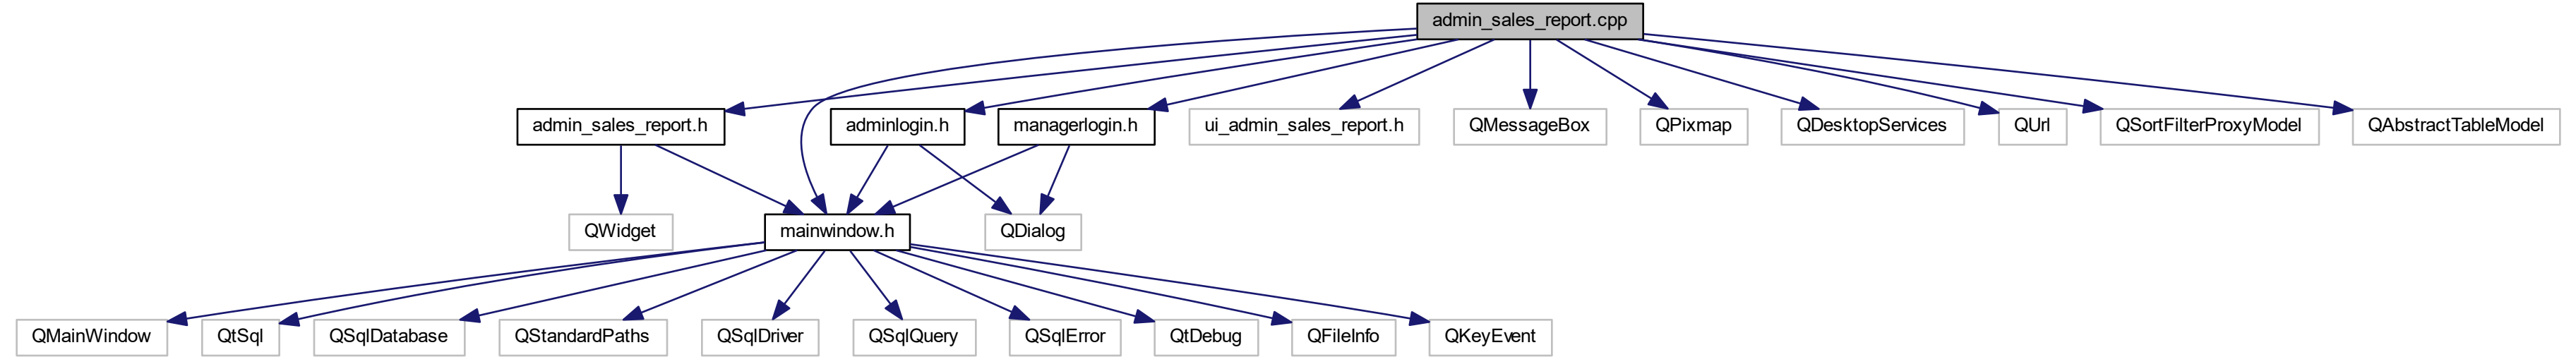 admin_sales_report.cpp
admin_sales_report.h
adminlogin.h
managerlogin.h
ui_admin_sales_report.h
QMessageBox
QPixmap
QDesktopServices
QUrl
QSortFilterProxyModel
QAbstractTableModel
QWidget
mainwindow.h
QDialog
QMainWindow
QtSql
QSqlDatabase
QStandardPaths
QSqlDriver
QSqlQuery
QSqlError
QtDebug
QFileInfo
QKeyEvent